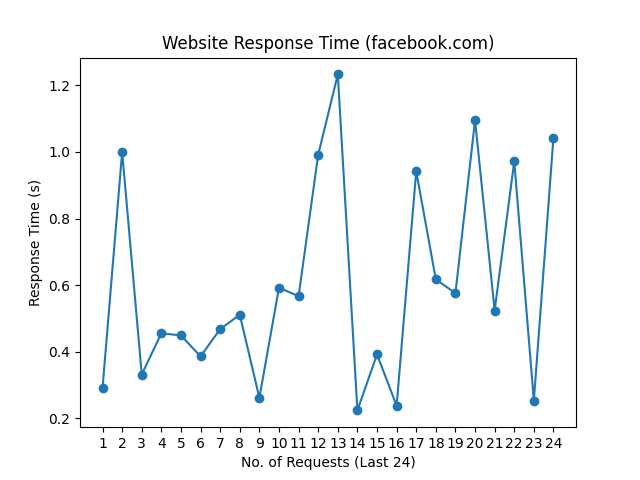 Website Response Time (facebook.com)
Response Time (s)
1.2
1.0
0.8
0.6
0.4
0.2
1 2 3 4 5 6 7 8 9 10 11 12 13 14 15 16 17 18 19 20 21 22 23 24
No. of Requests (Last 24)